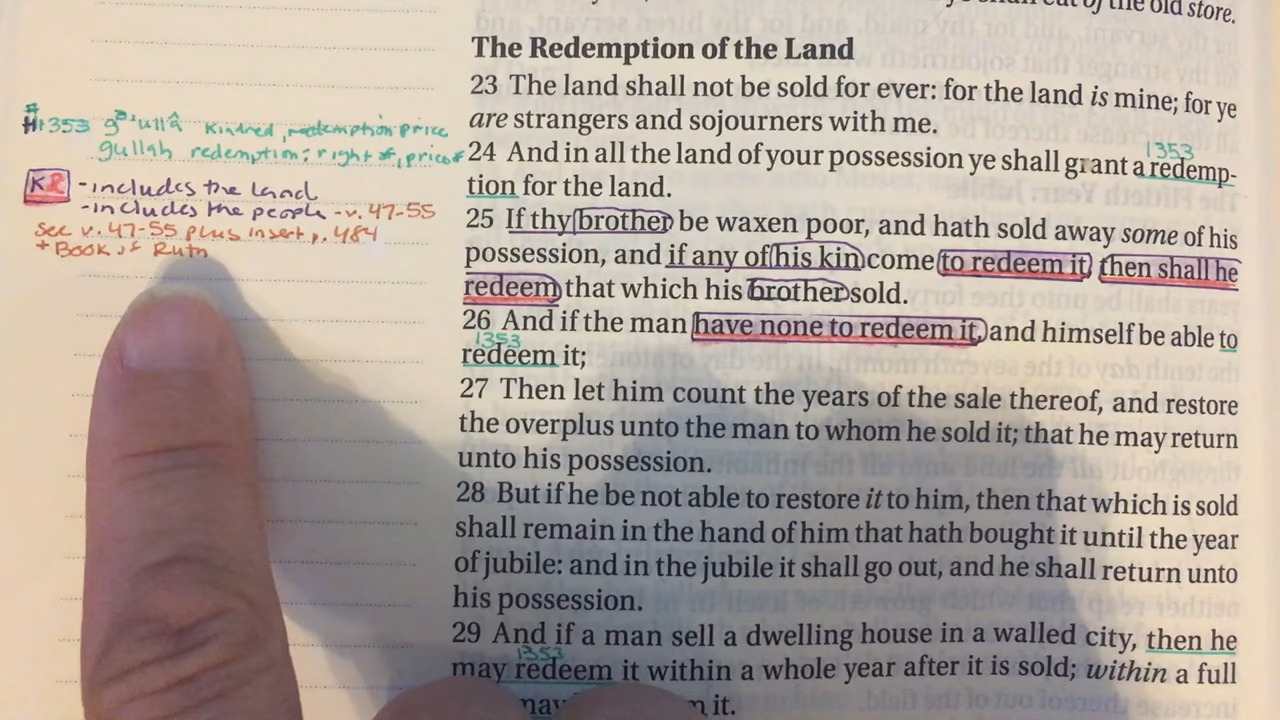 of the old store.
The Redemption of the Land
23 The land shall not be sold for ever: for the land is mine; for ye
are strangers and sojourners with me.
1353
24 And in all the land of your possession ye shall grant a redemp-
tion for the land.
25 If thy brother be waxen poor, and hath sold away some of his
possession, and if any of his kin come to redeem it, then shall he
redeem that which his brother sold.
26 And if the man have none to redeem it, and himself be able to
1353
redeem it;
27 Then let him count the years of the sale thereof, and restore
the overplus unto the man to whom he sold it; that he may return
unto his possession.
28 But if he be not able to restore it to him, then that which is sold
shall remain in the hand of him that hath bought it until the year
of jubile: and in the jubile it shall go out, and he shall return unto
his possession.
29 And if a man sell a dwelling house in a walled city, then he
1353
may redeem it within a whole year after it is sold; within a full
may it.
1353 kindred, redemption price
gullah redemption: right of, price of
KR - includes the land
- includes the people - v. 47-55
see v. 47-55 plus insert p. 484
+ Book of Ruth